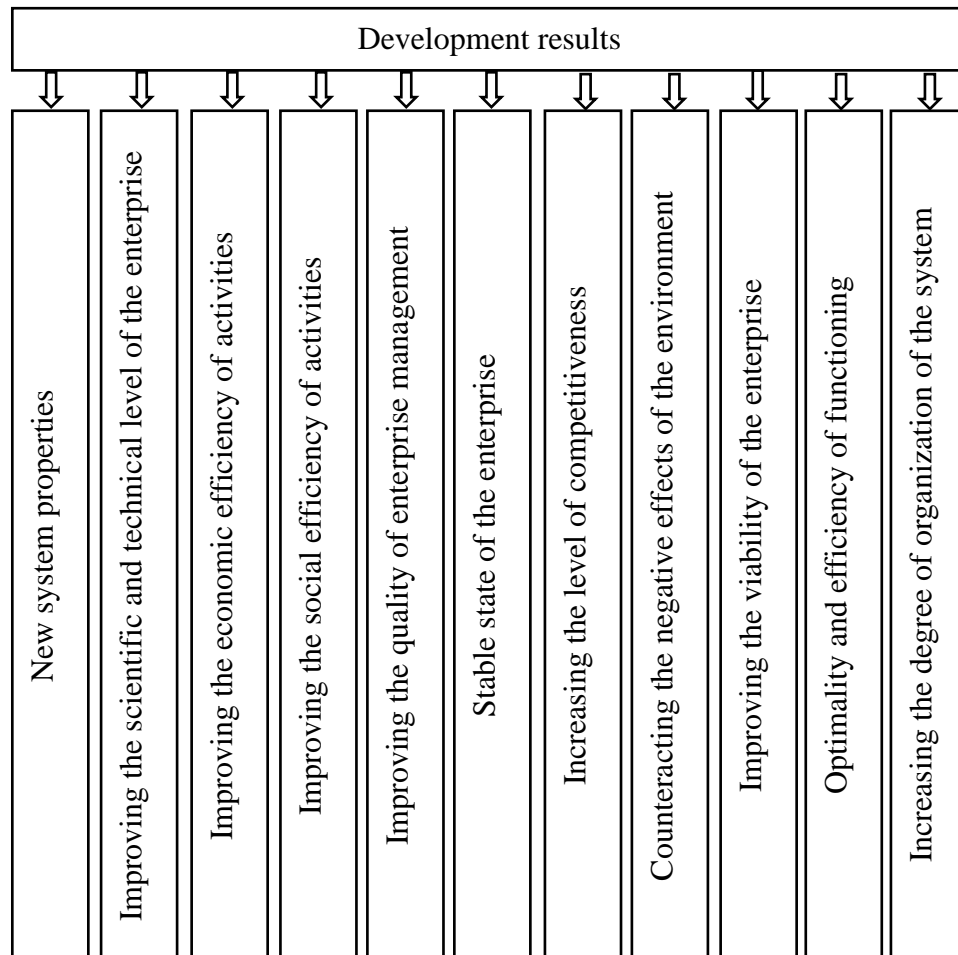 Development results
New system properties
Improving the scientific and technical level of the enterprise
Improving the economic efficiency of activities
Improving the social efficiency of activities
Improving the quality of enterprise management
Stable state of the enterprise
Increasing the level of competitiveness
Counteracting the negative effects of the environment
Improving the viability of the enterprise
Optimality and efficiency of functioning
Increasing the degree of organization of the system